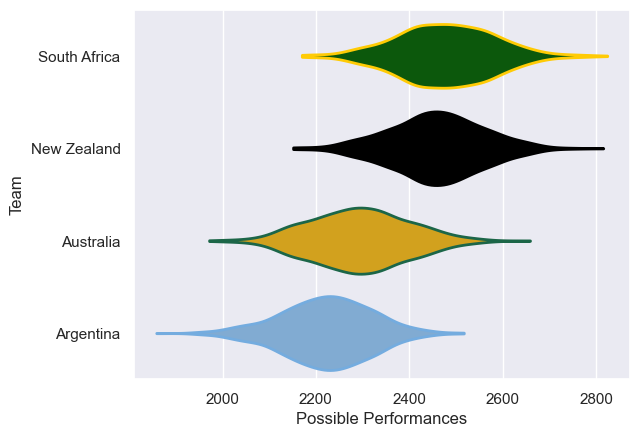 South Africa
New Zealand
Australia
Argentina
Team
2000 2200 2400 2600 2800
Possible Performances